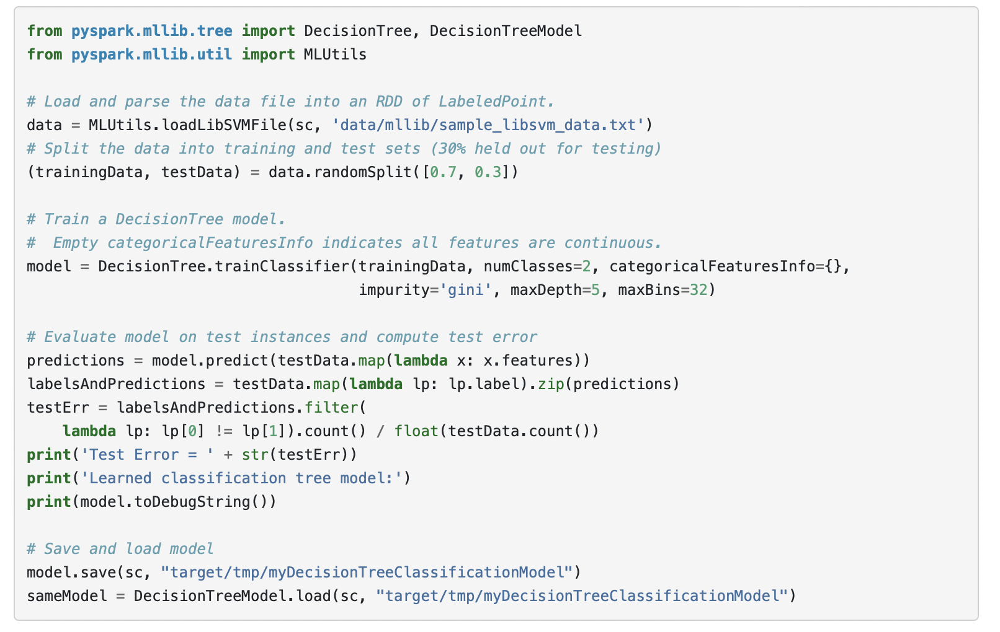 from pyspark.mllib.tree import DecisionTree, DecisionTreeModel
from pyspark.mllib.util import MLUtils

# Load and parse the data file into an RDD of LabeledPoint.
data = MLUtils.loadLibSVMFile(sc, 'data/mllib/sample_libsvm_data.txt')
# Split the data into training and test sets (30% held out for testing)
(trainingData, testData) = data.randomSplit([0.7, 0.3])

# Train a DecisionTree model.
#  Empty categoricalFeaturesInfo indicates all features are continuous.
model = DecisionTree.trainClassifier(trainingData, numClasses=2, categoricalFeaturesInfo={},
                                     impurity='gini', maxDepth=5, maxBins=32)

# Evaluate model on test instances and compute test error
predictions = model.predict(testData.map(lambda x: x.features))
labelsAndPredictions = testData.map(lambda lp: lp.label).zip(predictions)
testErr = labelsAndPredictions.filter(
    lambda lp: lp[0] != lp[1]).count() / float(testData.count())
print('Test Error = ' + str(testErr))
print('Learned classification tree model:')
print(model.toDebugString())

# Save and load model
model.save(sc, "target/tmp/myDecisionTreeClassificationModel")
sameModel = DecisionTreeModel.load(sc, "target/tmp/myDecisionTreeClassificationModel")